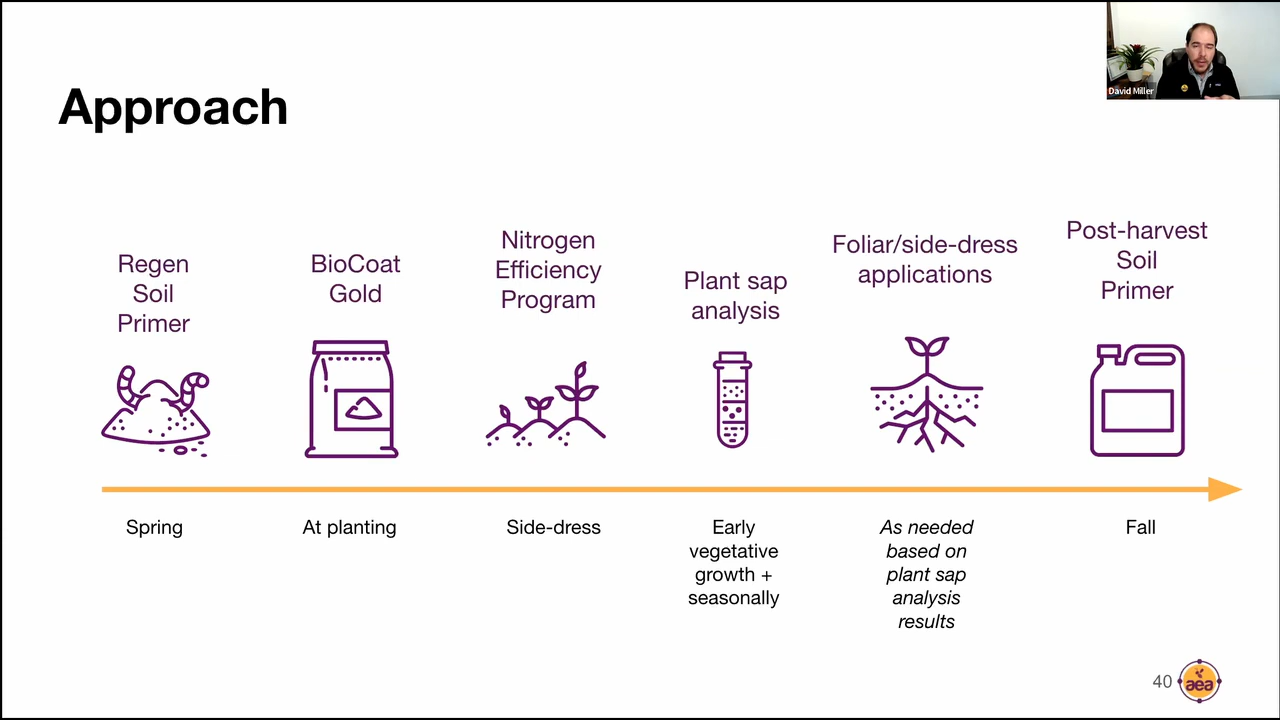 David Miller
Approach
Regen
Soil
Primer
BioCoat
Gold
Nitrogen
Efficiency
Program
Plant sap
analysis
Foliar/side-dress
applications
Post-harvest
Soil
Primer
Spring
At planting
Side-dress
Early
vegetative
growth +
seasonally
As needed
based on
plant sap
analysis
results
Fall
40
aea